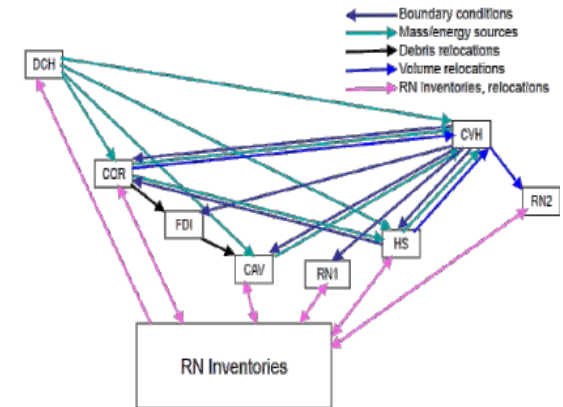 Boundary conditions
Mass/energy sources
Debris relocations
Volume relocations
RN Inventories, relocations
DCH
CVH
COR
RN2
FDI
HS
CAV
RN1
RN Inventories